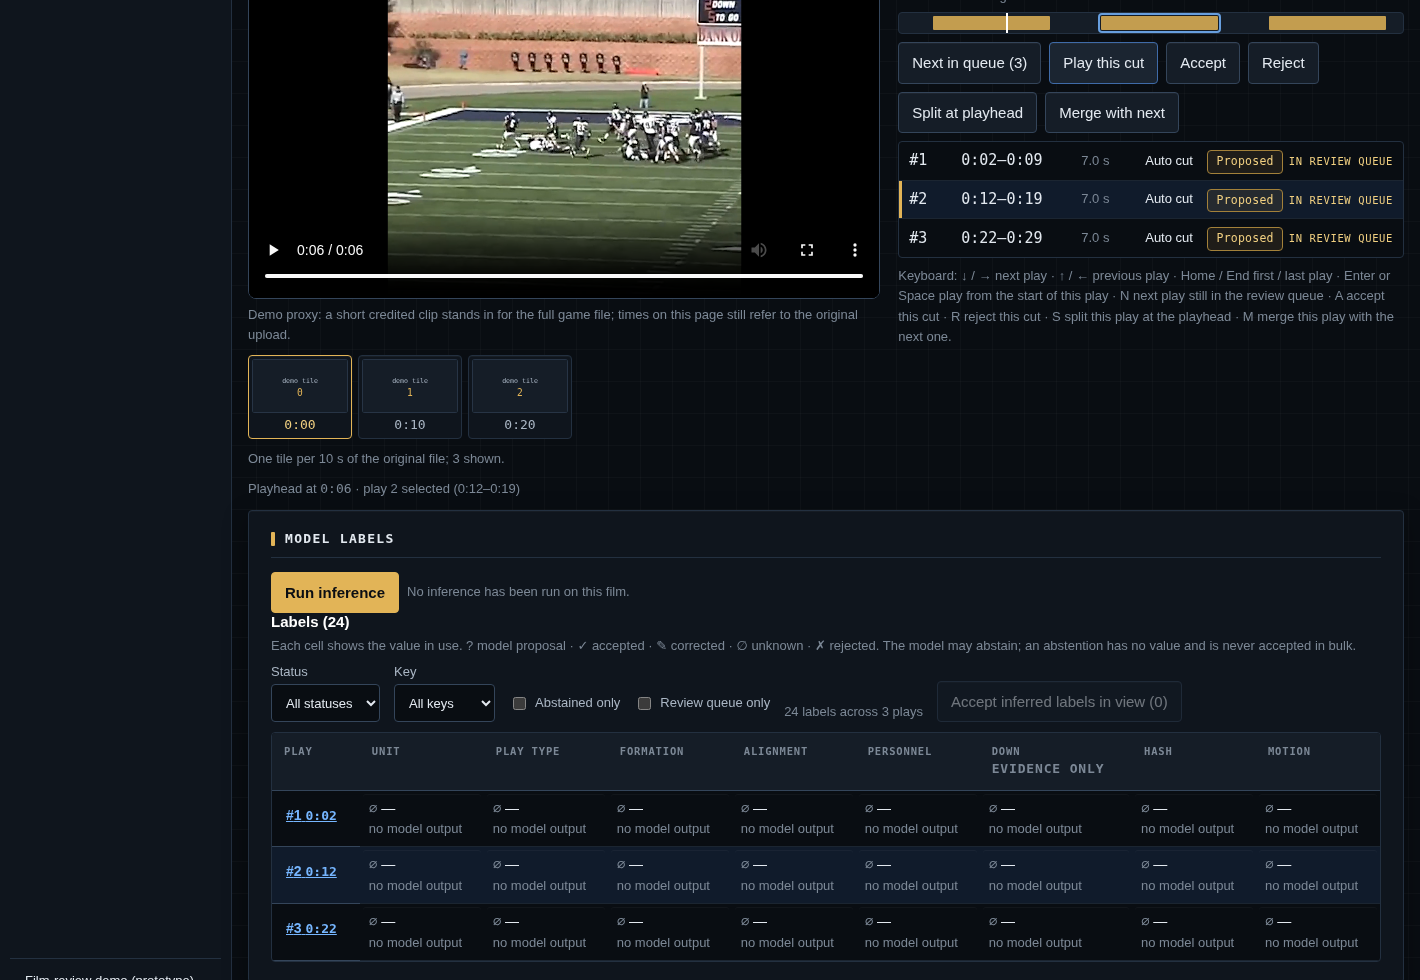 DOWN
5 TO GO
BANK O
0:06 / 0:06
Demo proxy: a short credited clip stands in for the full game file; times on this page still refer to the original
upload.
demo tile demo tile demo tile
0 1 2
0:00 0:10 0:20
One tile per 10 s of the original file; 3 shown.
Playhead at 0:06 · play 2 selected (0:12–0:19)
Next in queue (3) Play this cut Accept Reject
Split at playhead Merge with next
#1 0:02–0:09 7.0 s Auto cut Proposed IN REVIEW QUEUE
#2 0:12–0:19 7.0 s Auto cut Proposed IN REVIEW QUEUE
#3 0:22–0:29 7.0 s Auto cut Proposed IN REVIEW QUEUE
Keyboard: ↓ / → next play · ↑ / ← previous play · Home / End first / last play · Enter or
Space play from the start of this play · N next play still in the review queue · A accept
this cut · R reject this cut · S split this play at the playhead · M merge this play with the
next one.
MODEL LABELS
Run inference No inference has been run on this film.
Labels (24)
Each cell shows the value in use. ? model proposal · ✓ accepted · ✎ corrected · ∅ unknown · ✗ rejected. The model may abstain; an abstention has no value and is never accepted in bulk.
Status Key
All statuses All keys Abstained only Review queue only 24 labels across 3 plays Accept inferred labels in view (0)
PLAY UNIT PLAY TYPE FORMATION ALIGNMENT PERSONNEL DOWN HASH MOTION
EVIDENCE ONLY
#1 0:02 ∅ — ∅ — ∅ — ∅ — ∅ — ∅ — ∅ — ∅ —
no model output no model output no model output no model output no model output no model output no model output no model output
#2 0:12 ∅ — ∅ — ∅ — ∅ — ∅ — ∅ — ∅ — ∅ —
no model output no model output no model output no model output no model output no model output no model output no model output
#3 0:22 ∅ — ∅ — ∅ — ∅ — ∅ — ∅ — ∅ — ∅ —
no model output no model output no model output no model output no model output no model output no model output no model output
Film review demo (prototype)